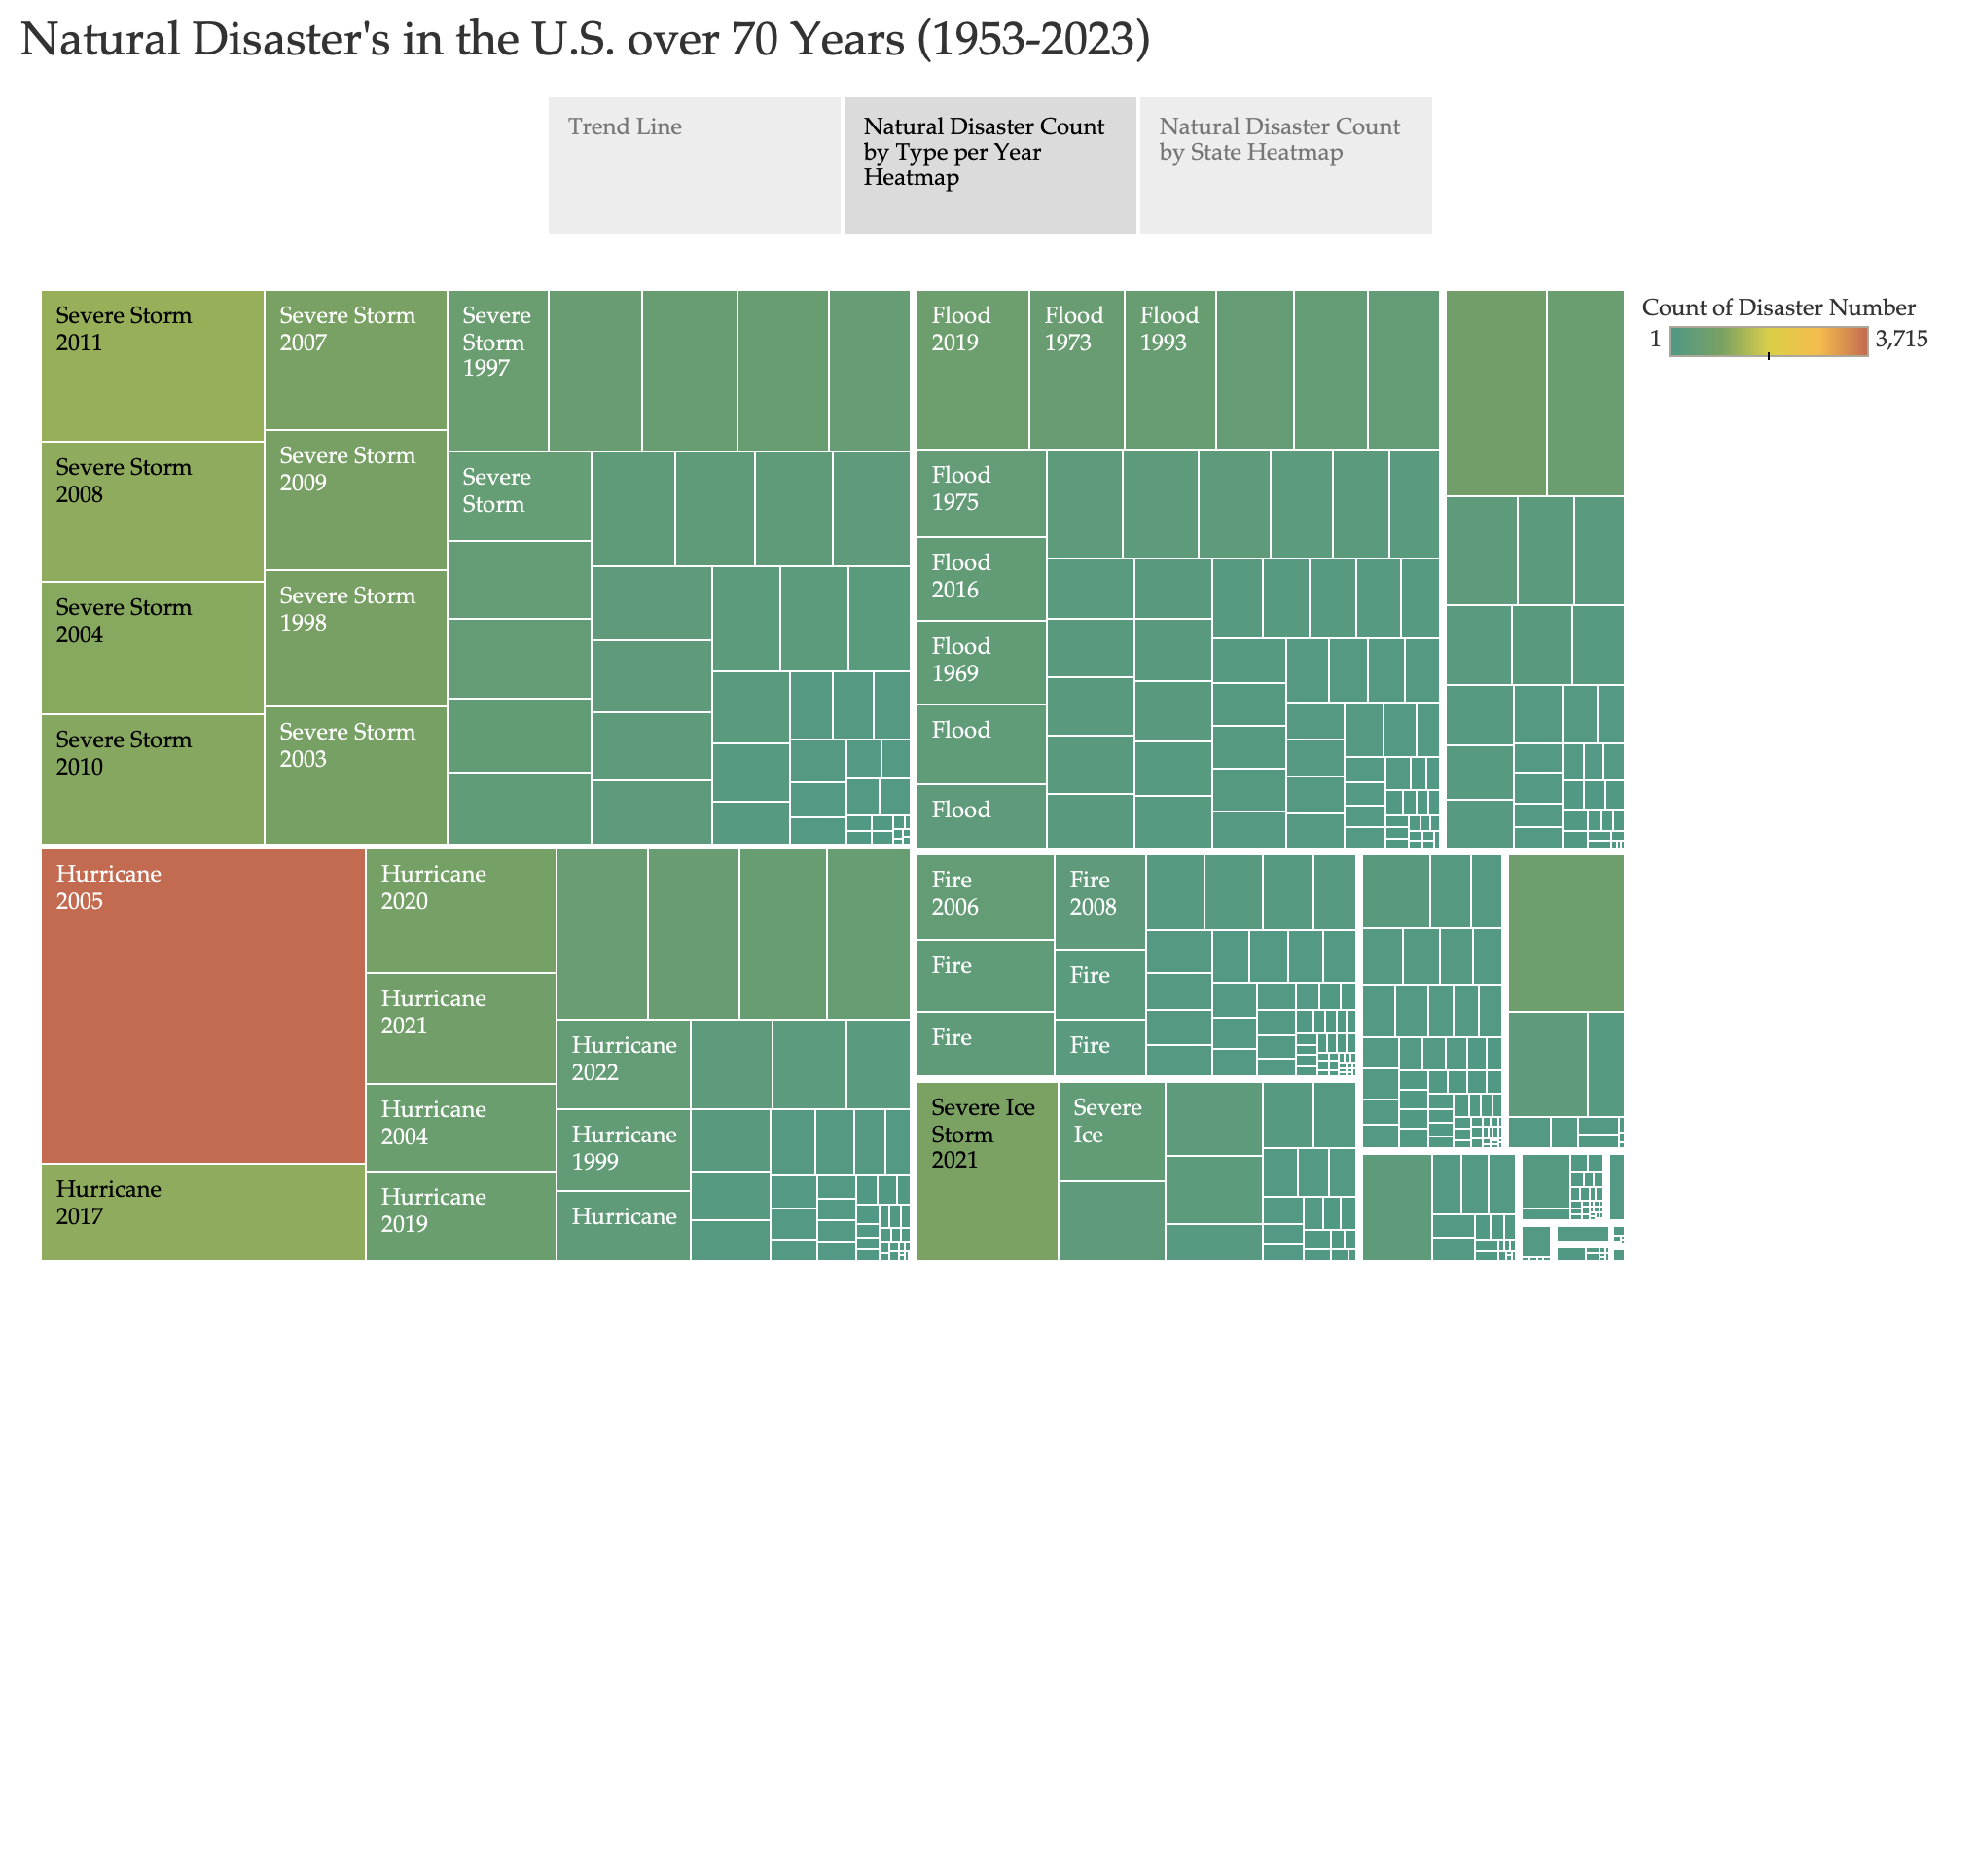 Natural Disaster's in the U.S. over 70 Years (1953-2023)
Trend Line
Natural Disaster Count
by Type per Year
Heatmap
Natural Disaster Count
by State Heatmap
Count of Disaster Number
1
3,715
Severe Storm
2011
Severe Storm
2008
Severe Storm
2004
Severe Storm
2010
Severe Storm
2007
Severe Storm
2009
Severe Storm
1998
Severe Storm
2003
Severe
Storm
1997
Severe
Storm
Flood
2019
Flood
1973
Flood
1993
Flood
1975
Flood
2016
Flood
1969
Flood
Flood
Hurricane
2005
Hurricane
2017
Hurricane
2020
Hurricane
2021
Hurricane
2004
Hurricane
2019
Hurricane
2022
Hurricane
1999
Hurricane
Fire
2006
Fire
Fire
Fire
2008
Fire
Fire
Severe Ice
Storm
2021
Severe
Ice